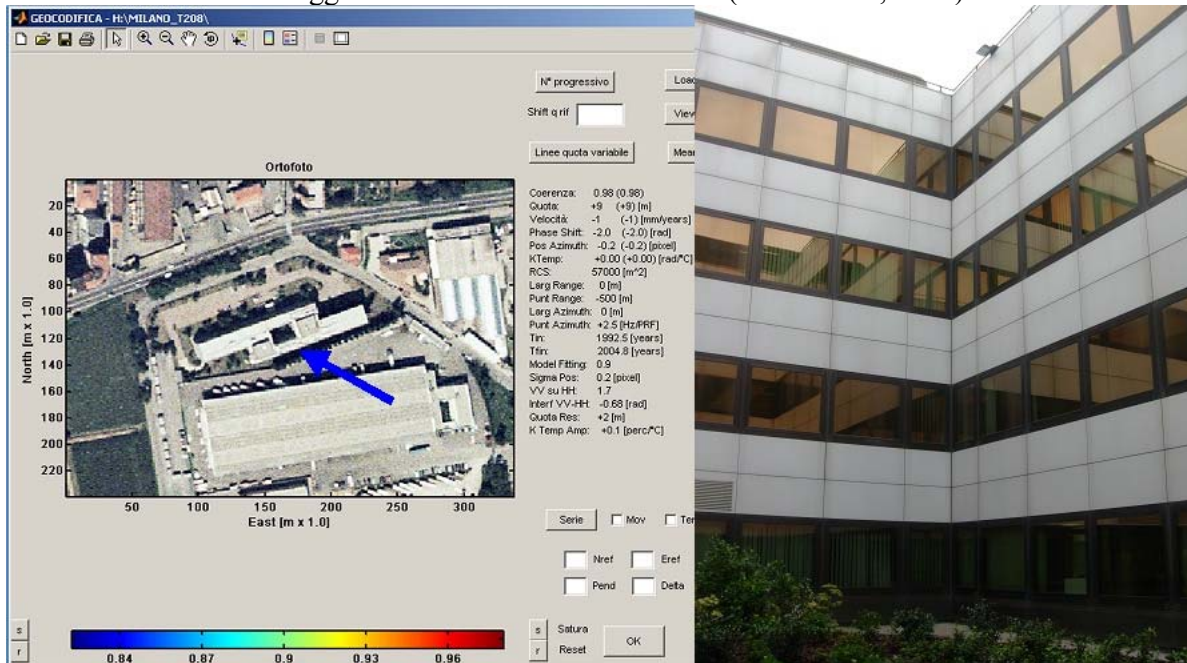 GEOCODIFICA - H:\MILANO_T208\
N° progressivo
Shift q rif
Linee quota variabile
Ortofoto
Coerenza: 0.98 (0.98)
Quota: +9 (+9) [m]
Velocità: -1 (-1) [mm/years]
Phase Shift: -2.0 (-2.0) [rad]
Pos Azimuth: -0.2 (-0.2) [pixel]
KTemp: +0.00 (+0.00) [rad/°C]
RCS: 57000 [m^2]
Larg Range: 0 [m]
Punt Range: -500 [m]
Larg Azimuth: 0 [m]
Punt Azimuth: +2.5 [Hz/PRF]
Tin: 1992.5 [years]
Tfin: 2004.8 [years]
Model Fitting: 0.9
Sigma Pos: 0.2 [pixel]
VV su HH: 1.7
Interf VV-HH: -0.68 [rad]
Quota Res: +2 [m]
K Temp Amp: +0.1 [perc/°C]
20
40
60
80
100
120
140
160
180
200
220
North [m x 1.0]
50 100 150 200 250 300
East [m x 1.0]
Serie Mov
Nref Eref
Pend Delta
s
r
0.84 0.87 0.9 0.93 0.96
s Satura
r Reset
OK